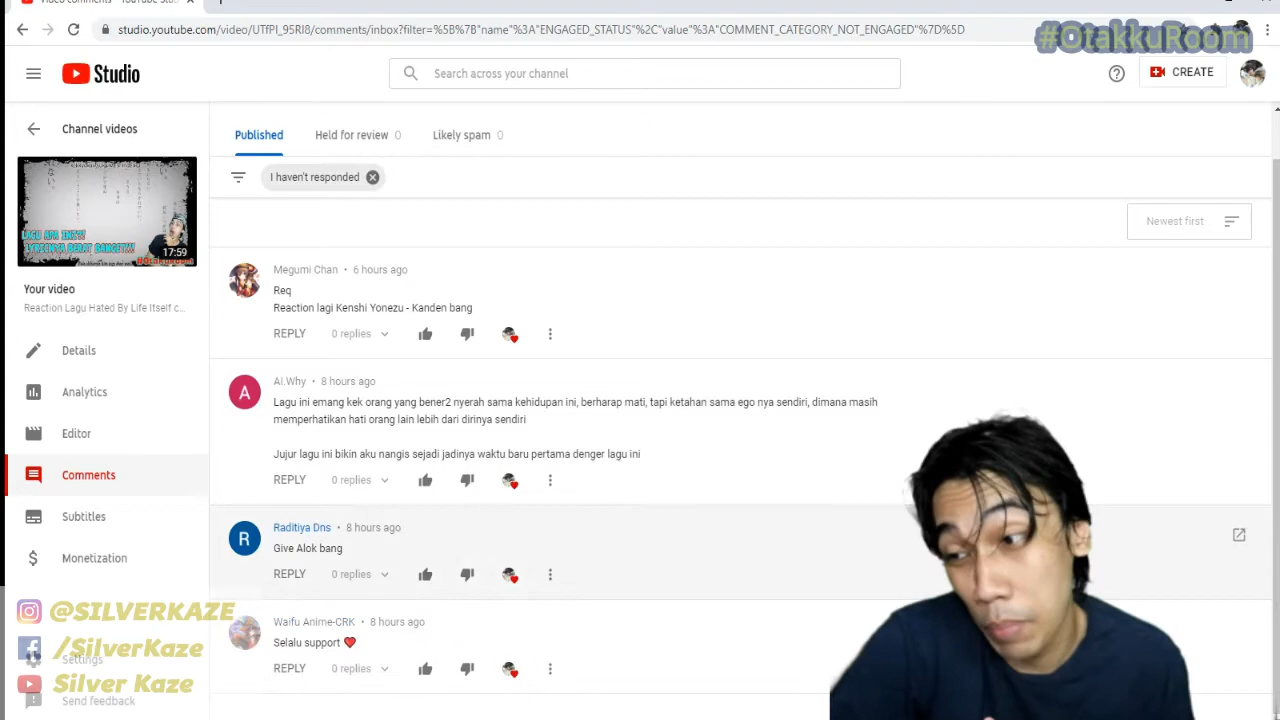 studio.youtube.com/video/UTfPI_95RI8/comments/inbox?filter=%5B%7B"name"%3A"ENGAGED_STATUS"%2C"value"%3A"COMMENT_CATEGORY_NOT_ENGAGED"%7D%5D
#OtakkuRoom
Studio
Search across your channel
CREATE
Channel videos
Published
Held for review 0
Likely spam 0
I haven't responded
LAGU APA INI?!
17:59
Newest first
Your video
Reaction Lagu Hated By Life Itself c...
Details
Analytics
Editor
Comments
Subtitles
Monetization
Settings
Send feedback
Megumi Chan • 6 hours ago
Req
Reaction lagi Kenshi Yonezu - Kanden bang
REPLY 0 replies
AI.Why • 8 hours ago
Lagu ini emang kek orang yang bener2 nyerah sama kehidupan ini, berharap mati, tapi ketahan sama ego nya sendiri, dimana masih
memperhatikan hati orang lain lebih dari dirinya sendiri
Jujur lagu ini bikin aku nangis sejadi jadinya waktu baru pertama denger lagu ini
REPLY 0 replies
A
Raditiya Dns • 8 hours ago
R
Give Alok bang
REPLY 0 replies
Waifu Anime-CRK • 8 hours ago
Selalu support ❤
REPLY 0 replies
@SILVERKAZE
/SilverKaze
Silver Kaze